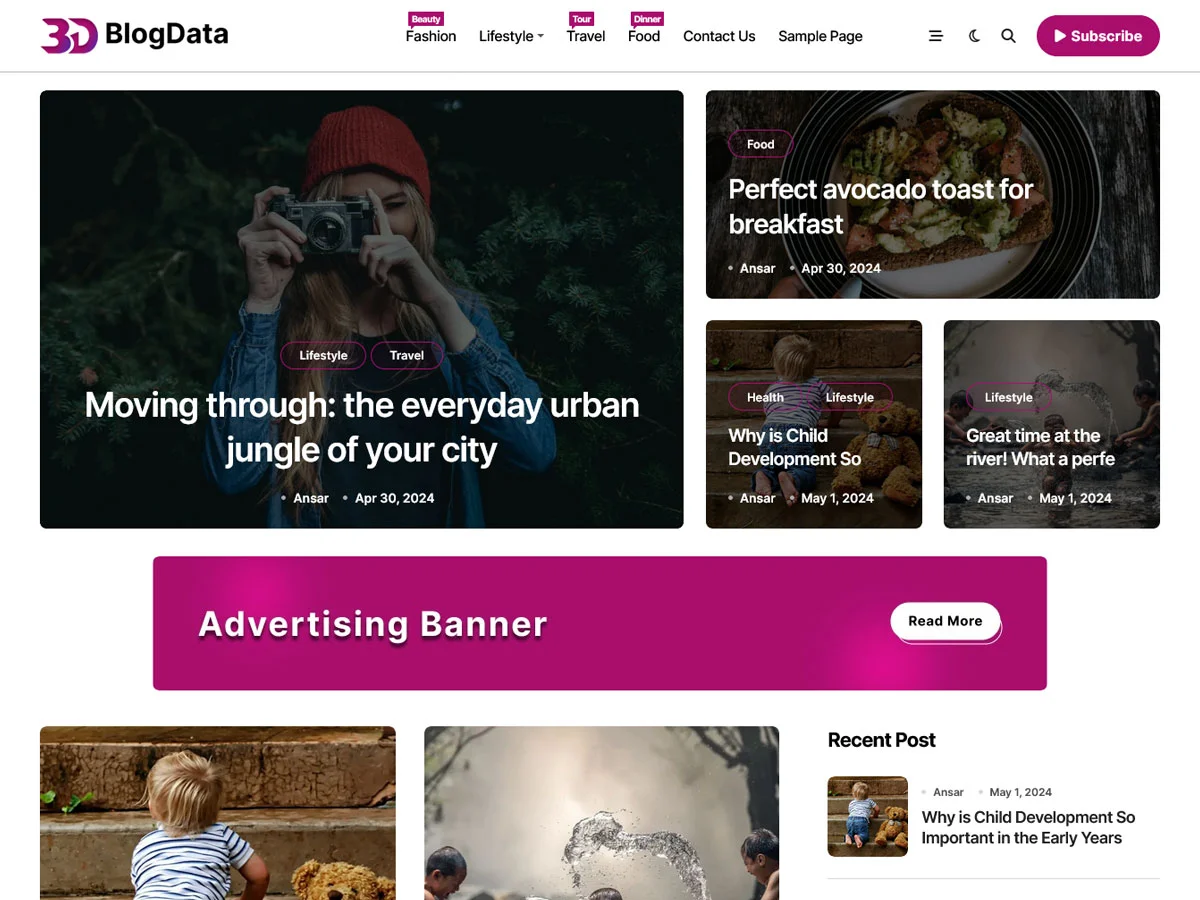 BlogData
Beauty
Fashion
Lifestyle
Tour
Travel
Dinner
Food
Contact Us
Sample Page
Subscribe
Lifestyle
Travel
Moving through: the everyday urban
jungle of your city
Ansar
Apr 30, 2024
Food
Perfect avocado toast for
breakfast
Ansar
Apr 30, 2024
Health
Lifestyle
Why is Child
Development So
Ansar
May 1, 2024
Lifestyle
Great time at the
river! What a perfe
Ansar
May 1, 2024
Advertising Banner
Read More
Recent Post
Ansar
May 1, 2024
Why is Child Development So
Important in the Early Years